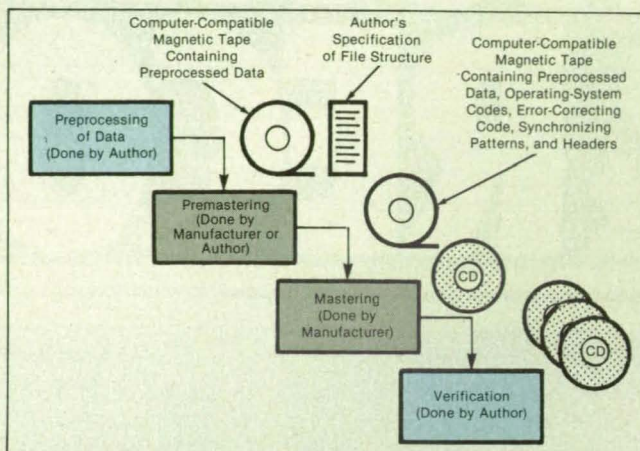 Computer-Compatible
Magnetic Tape
Containing
Preprocessed Data
Author's
Specification
of File Structure
Computer-Compatible
Magnetic Tape
Containing Preprocessed
Data, Operating-System
Codes, Error-Correcting
Code, Synchronizing
Patterns, and Headers
Preprocessing
of Data
(Done by Author)
Premastering
(Done by
Manufacturer or
Author)
CD
Mastering
(Done by
Manufacturer)
CD
Verification
(Done by Author)